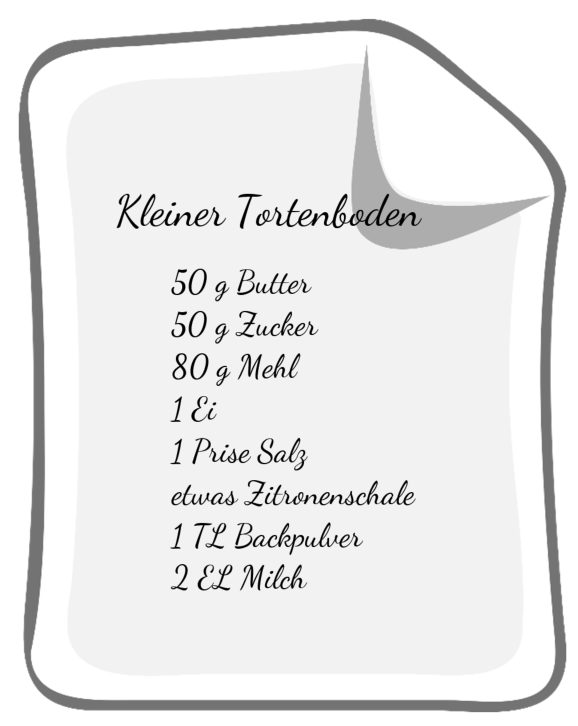 Kleiner Tortenboden
50 g Butter
50 g Zucker
80 g Mehl
1 Ei
1 Prise Salz
etwas Zitronenschale
1 TL Backpulver
2 EL Milch